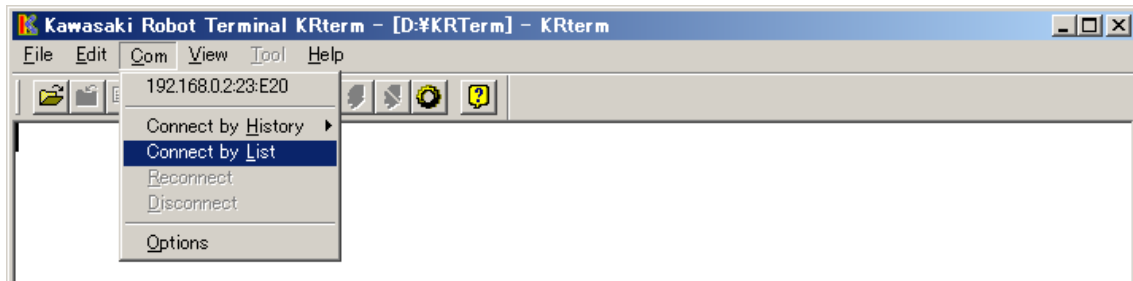 Kawasaki Robot Terminal KRterm - [D:¥KRTerm] - KRterm
File Edit Com View Tool Help
192.168.0.2:23:E20
Connect by History
Connect by List
Reconnect
Disconnect
Options